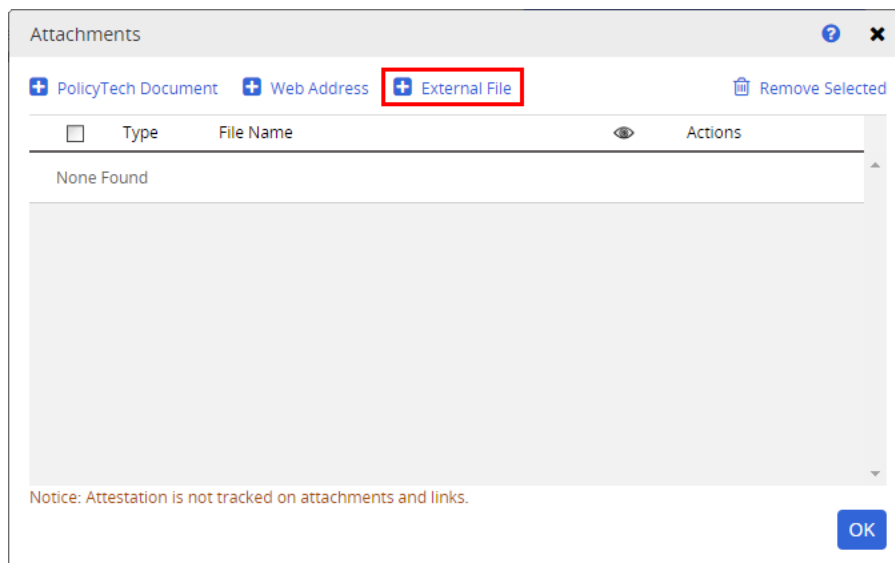 Attachments
PolicyTech Document Web Address External File Remove Selected
Type File Name Actions
None Found
Notice: Attestation is not tracked on attachments and links.
OK